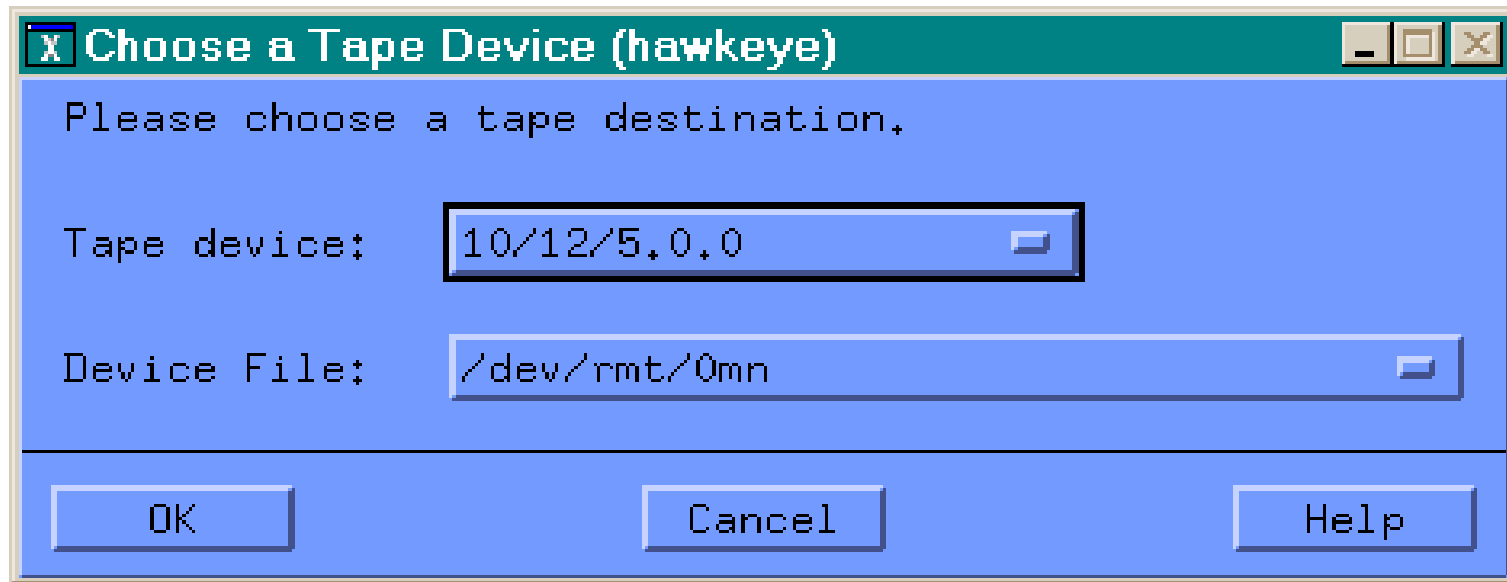 X Choose a Tape Device (hawkeye)
Please choose a tape destination.
Tape device: 10/12/5.0.0
Device File: /dev/rmt/0mn
OK Cancel Help